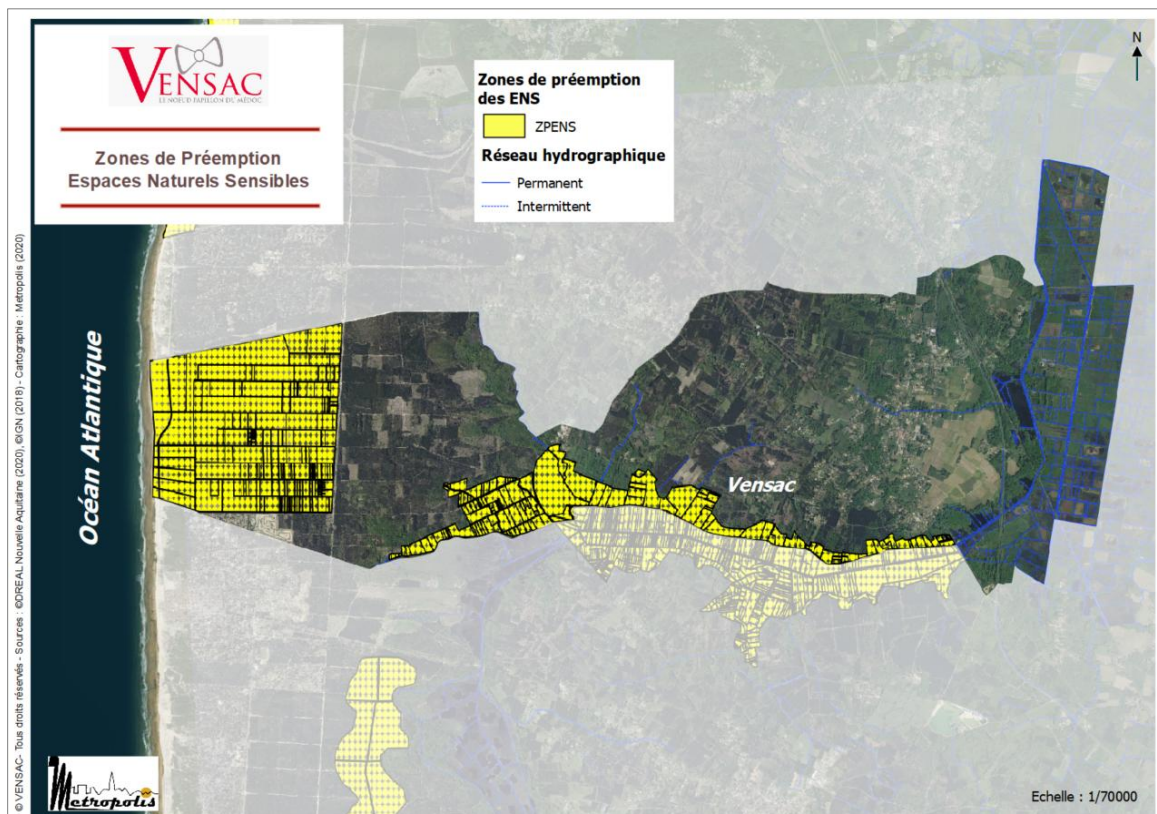 VENSAC
LE NOEUD PAPILLON DU MÉDOC
Zones de Préemption
Espaces Naturels Sensibles
Zones de préemption
des ENS
ZPENS
Réseau hydrographique
Permanent
Intermittent
N
Océan Atlantique
Vensac
© VENSAC- Tous droits réservés - Sources : ©DREAL Nouvelle Aquitaine (2020), ©IGN (2018) - Cartographie : Metropolis (2020)
Metropolis
Echelle : 1/70000